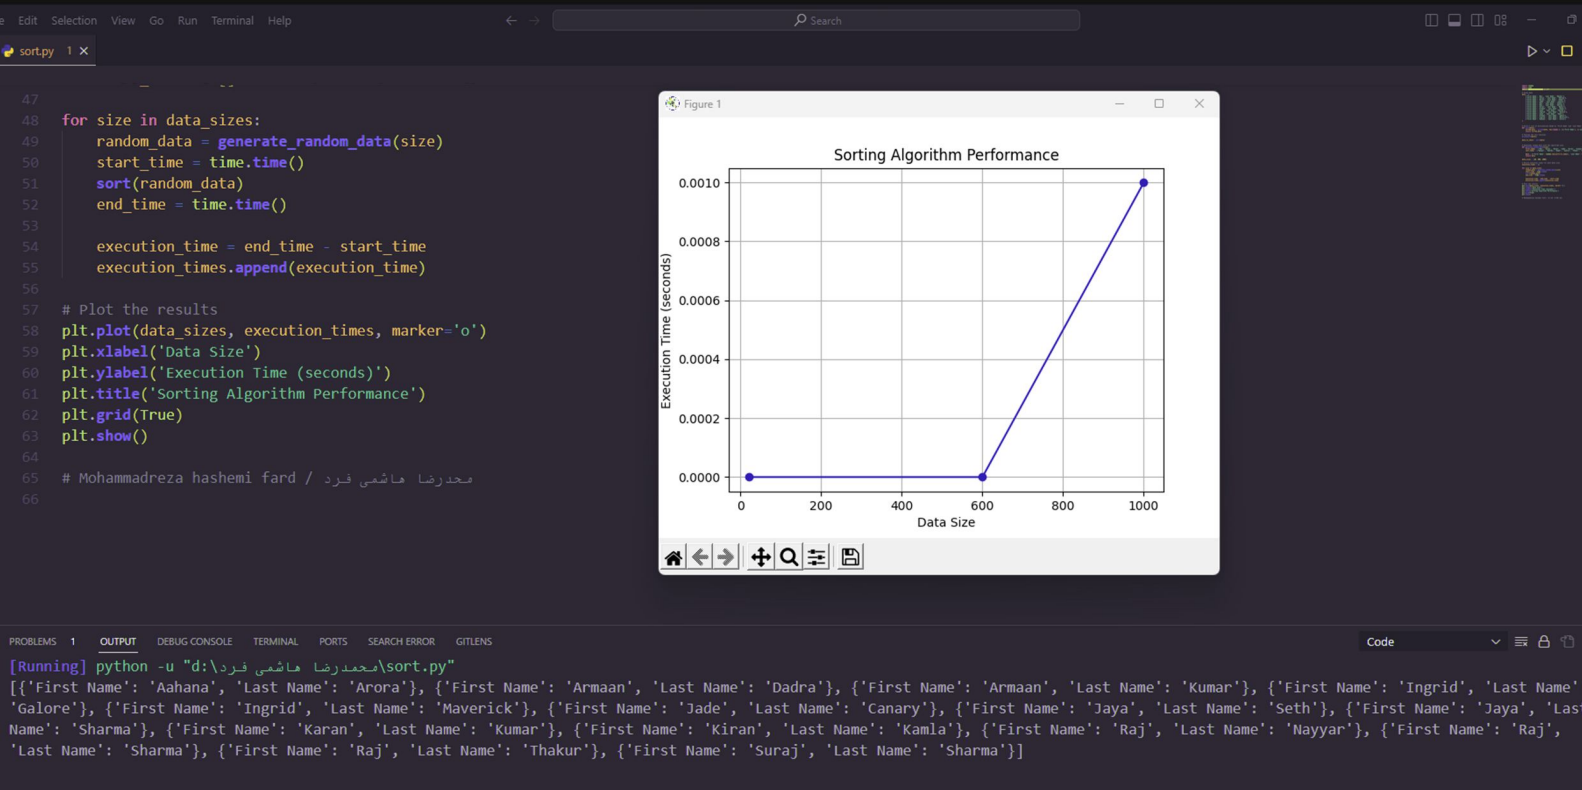 Edit Selection View Go Run Terminal Help
Search
sort.py 1
47
48 for size in data_sizes:
49 random_data = generate_random_data(size)
50 start_time = time.time()
51 sort(random_data)
52 end_time = time.time()
53
54 execution_time = end_time - start_time
55 execution_times.append(execution_time)
56
57 # Plot the results
58 plt.plot(data_sizes, execution_times, marker='o')
59 plt.xlabel('Data Size')
60 plt.ylabel('Execution Time (seconds)')
61 plt.title('Sorting Algorithm Performance')
62 plt.grid(True)
63 plt.show()
64
65 # Mohammadreza hashemi fard / محدرضا هاشمی فرد
66
Figure 1
Sorting Algorithm Performance
Execution Time (seconds)
0.0010
0.0008
0.0006
0.0004
0.0002
0.0000
0 200 400 600 800 1000
Data Size
PROBLEMS 1 OUTPUT DEBUG CONSOLE TERMINAL PORTS SEARCH ERROR GITLENS
Code
[Running] python -u "d:\محمدرضا هاشمی فرد\sort.py"
[{'First Name': 'Aahana', 'Last Name': 'Arora'}, {'First Name': 'Armaan', 'Last Name': 'Dadra'}, {'First Name': 'Armaan', 'Last Name': 'Kumar'}, {'First Name': 'Ingrid', 'Last Name'
'Galore'}, {'First Name': 'Ingrid', 'Last Name': 'Maverick'}, {'First Name': 'Jade', 'Last Name': 'Canary'}, {'First Name': 'Jaya', 'Last Name': 'Seth'}, {'First Name': 'Jaya', 'Las
Name': 'Sharma'}, {'First Name': 'Karan', 'Last Name': 'Kumar'}, {'First Name': 'Kiran', 'Last Name': 'Kamla'}, {'First Name': 'Raj', 'Last Name': 'Nayyar'}, {'First Name': 'Raj',
'Last Name': 'Sharma'}, {'First Name': 'Raj', 'Last Name': 'Thakur'}, {'First Name': 'Suraj', 'Last Name': 'Sharma'}]